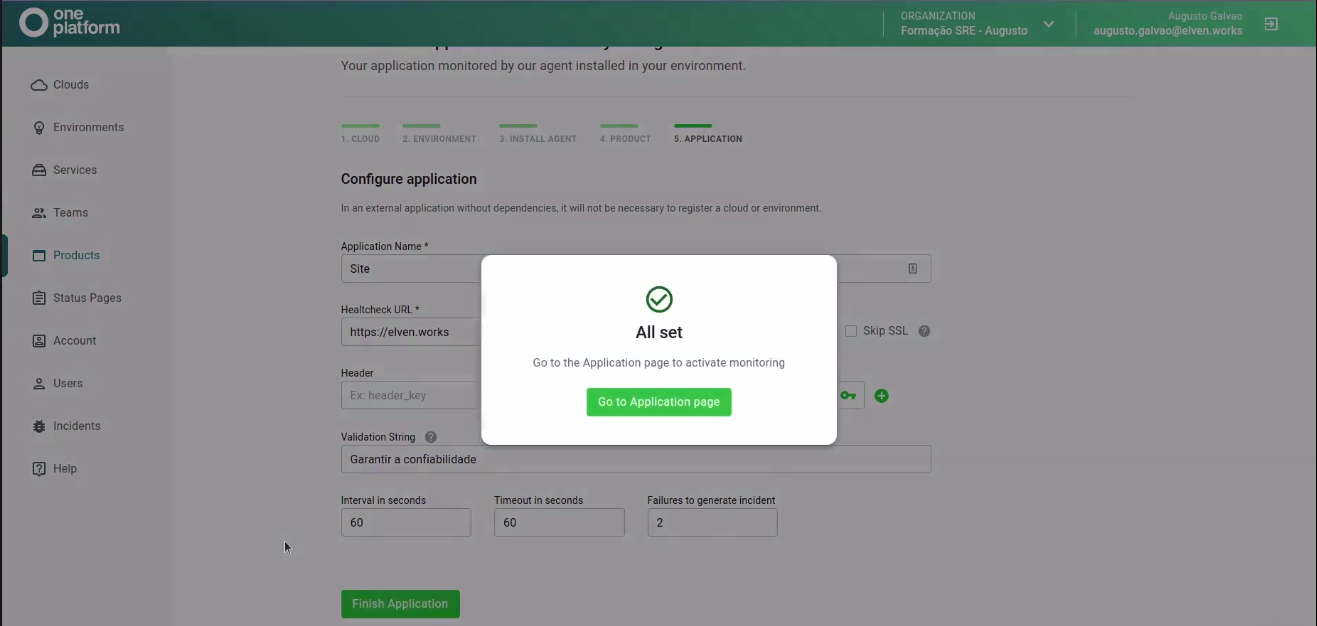 one
platform
ORGANIZATION
Formação SRE - Augusto
Augusto Galvao
augusto.galvao@elven.works
Clouds
Environments
Services
Teams
Products
Status Pages
Account
Users
Incidents
Help
Your application monitored by our agent installed in your environment.
1. CLOUD
2. ENVIRONMENT
3. INSTALL AGENT
4. PRODUCT
5. APPLICATION
Configure application
In an external application without dependencies, it will not be necessary to register a cloud or environment.
Application Name *
Site
Healtcheck URL *
https://elven.works
Skip SSL
Header
Ex: header_key
Validation String
Garantir a confiabilidade
Interval in seconds
60
Timeout in seconds
60
Failures to generate incident
2
Finish Application
All set
Go to the Application page to activate monitoring
Go to Application page